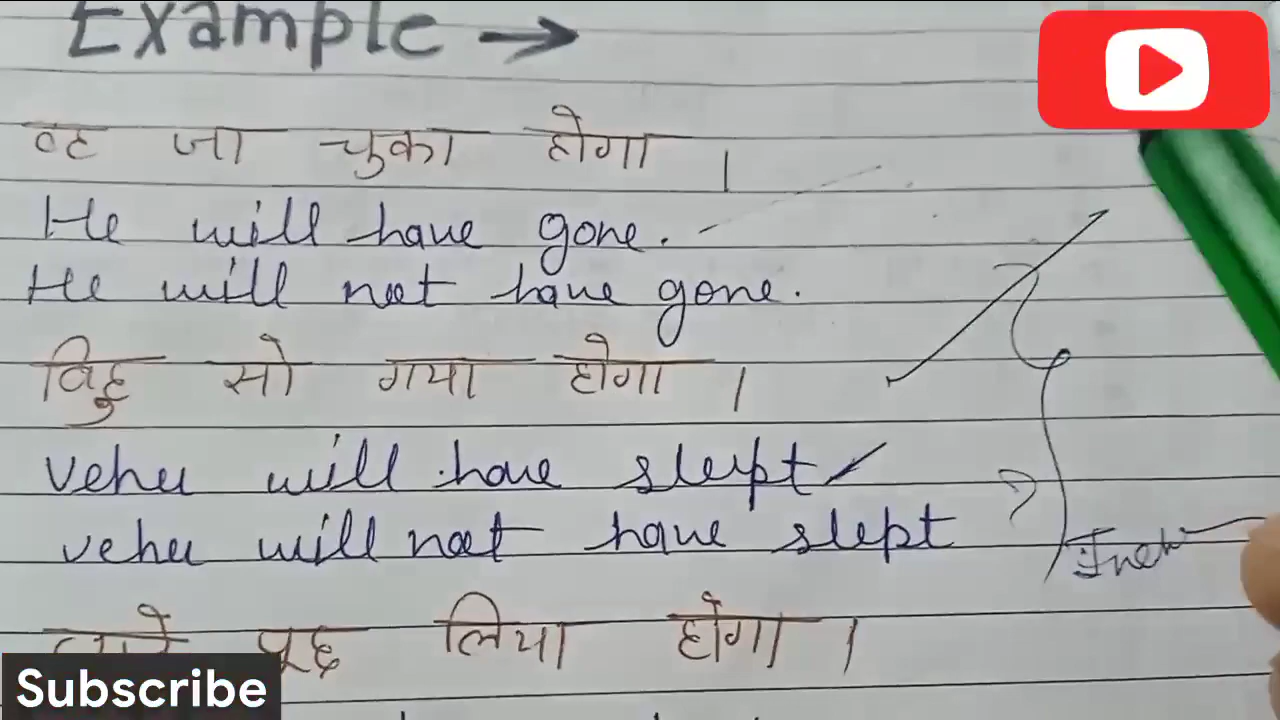 Example →
वह जा चुका होगा ।
He will have gone.
He will not have gone.
विहु सो गया होगा ।
vehu will have slept
vehu will not have slept
पूछ लिया होगा ।
Subscribe